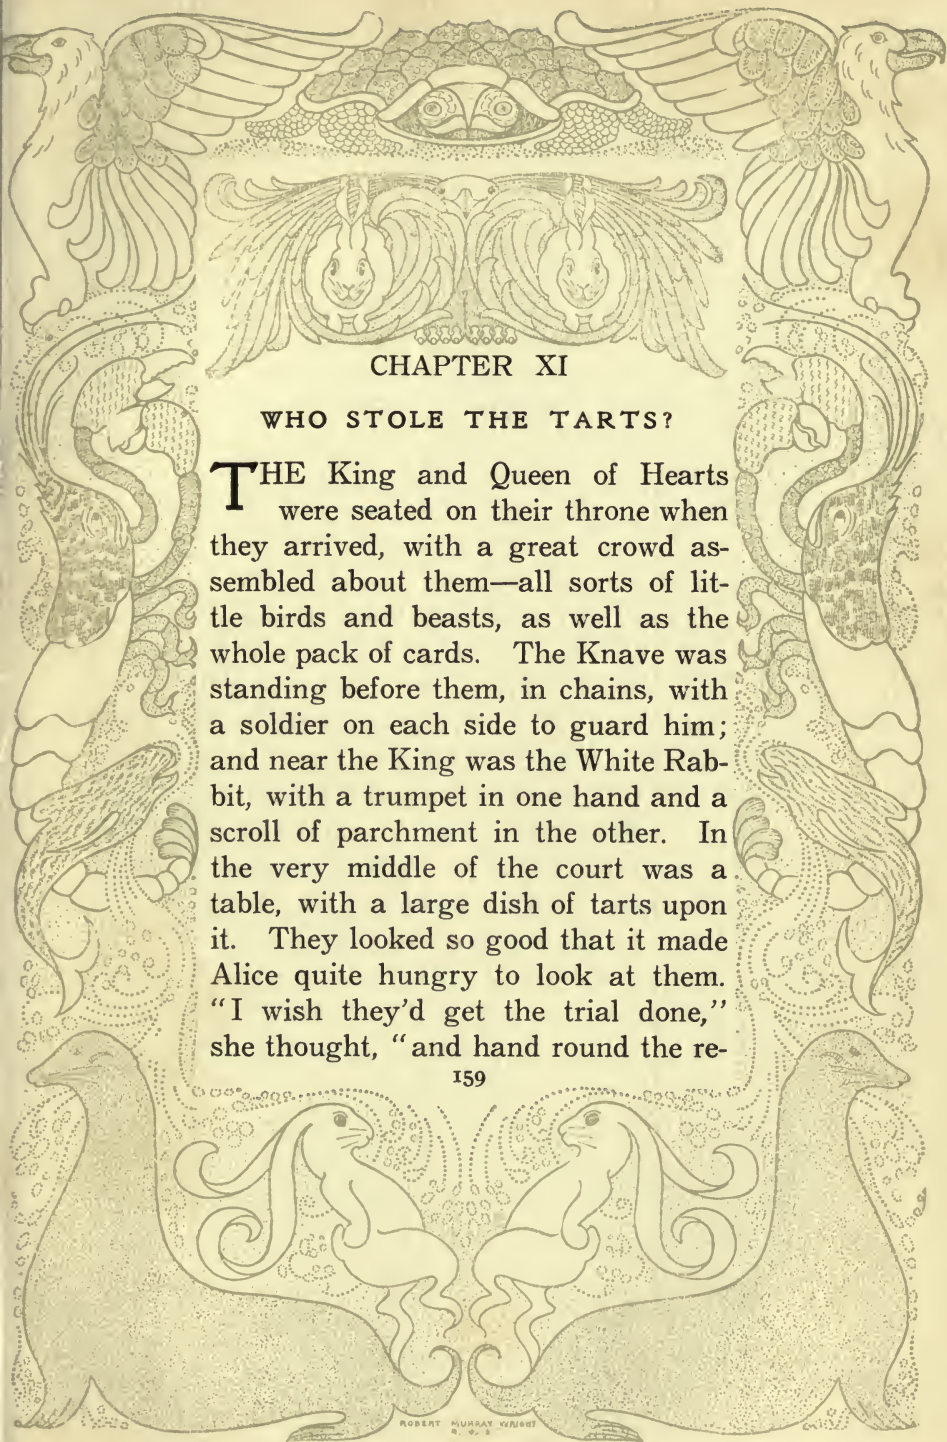 CHAPTER XI
WHO STOLE THE TARTS?
THE King and Queen of Hearts
were seated on their throne when
they arrived, with a great crowd as-
sembled about them—all sorts of lit-
tle birds and beasts, as well as the
whole pack of cards. The Knave was
standing before them, in chains, with
a soldier on each side to guard him;
and near the King was the White Rab-
bit, with a trumpet in one hand and a
scroll of parchment in the other. In
the very middle of the court was a
table, with a large dish of tarts upon
it. They looked so good that it made
Alice quite hungry to look at them.
"I wish they'd get the trial done,"
she thought, "and hand round the re-
159
ROBERT MURRAY WRIGHT